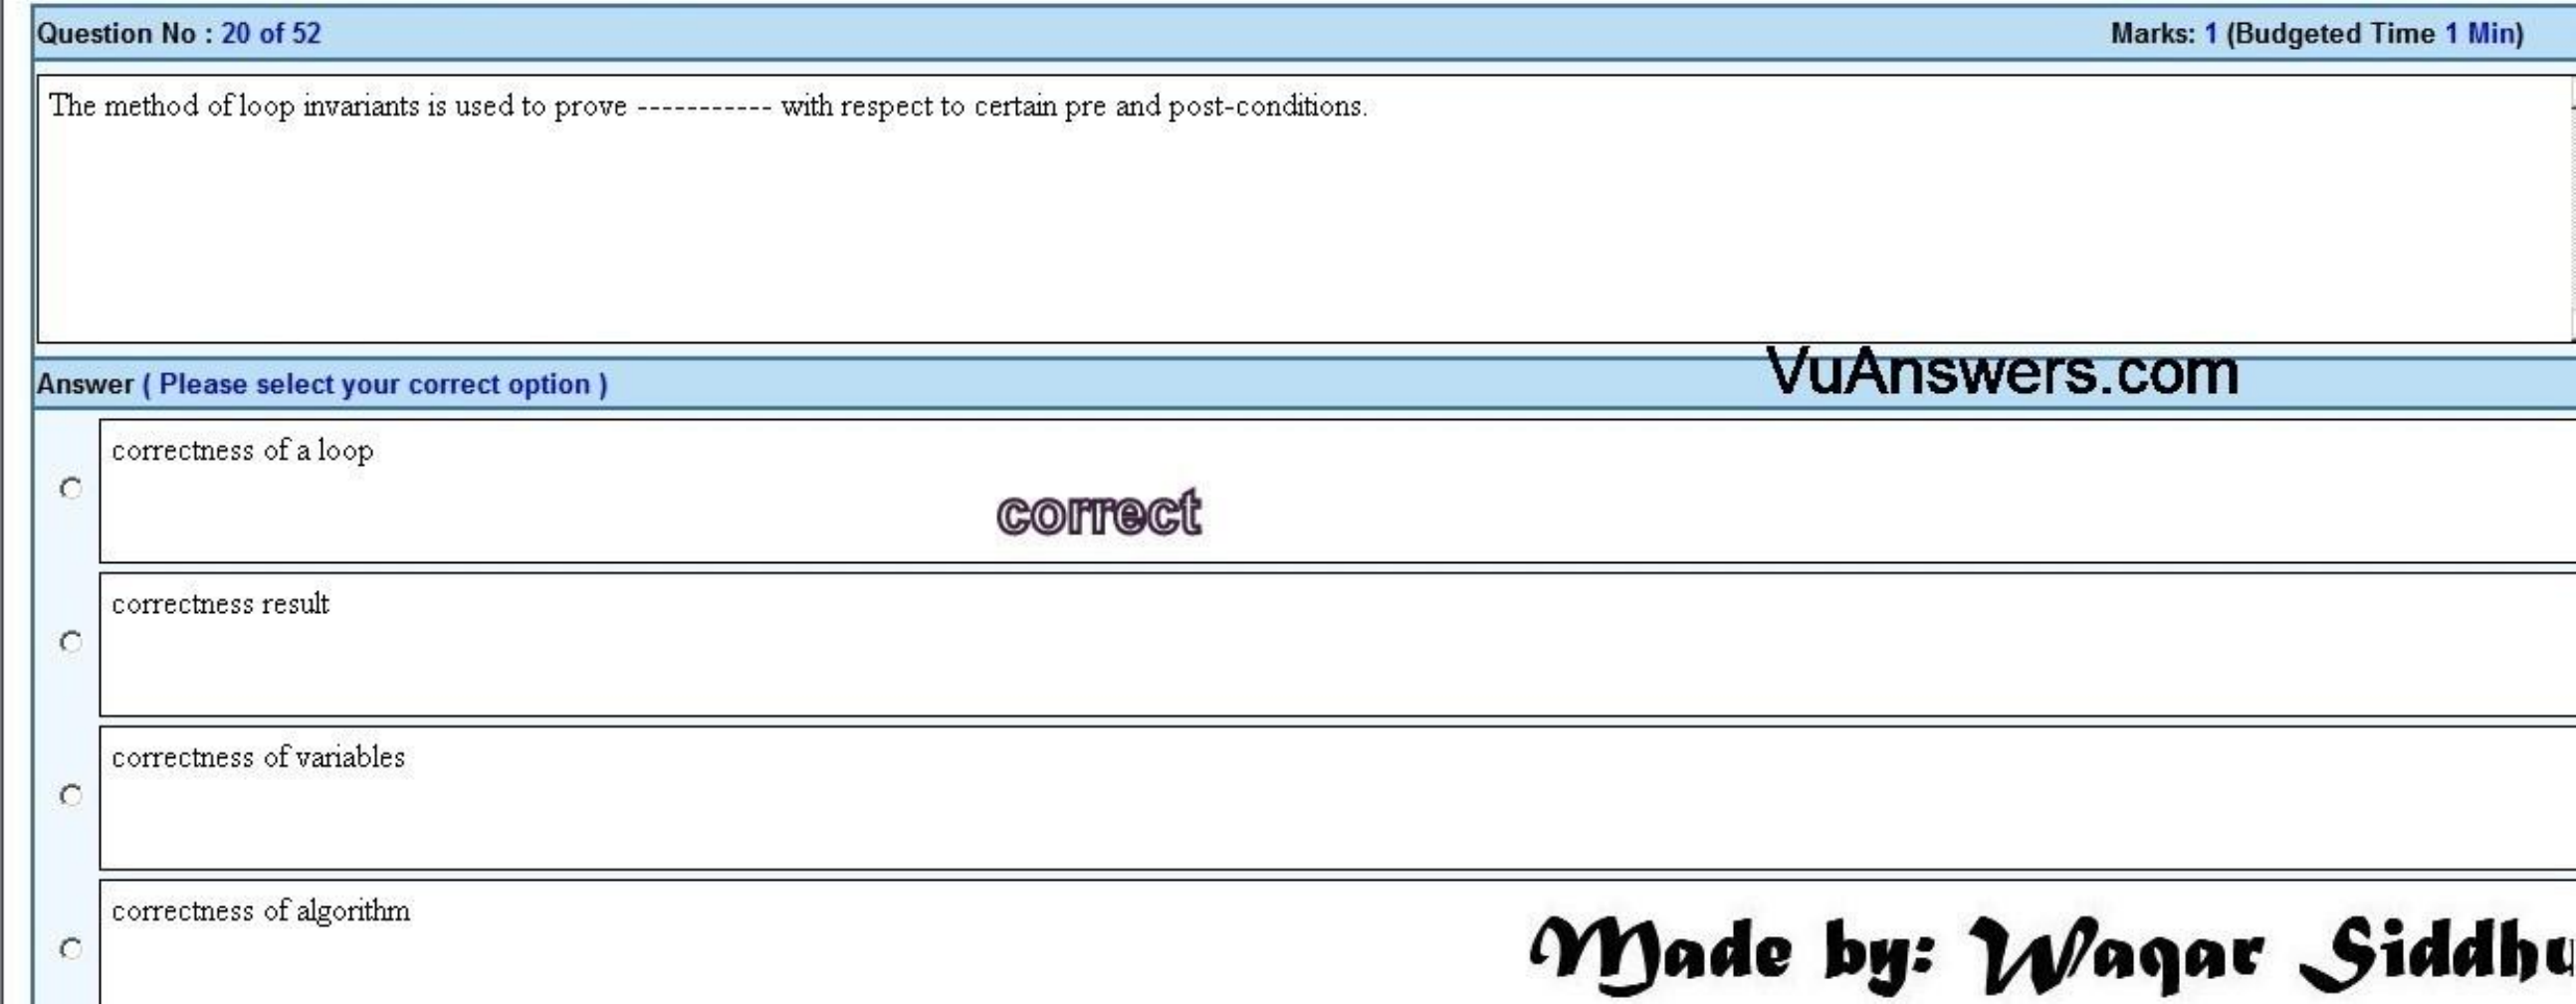 Question No : 20 of 52 Marks: 1 (Budgeted Time 1 Min)
The method of loop invariants is used to prove ----------- with respect to certain pre and post-conditions.
VuAnswers.com
Answer ( Please select your correct option )
correctness of a loop
correct
correctness result
correctness of variables
correctness of algorithm
Made by: Waqar Siddhu